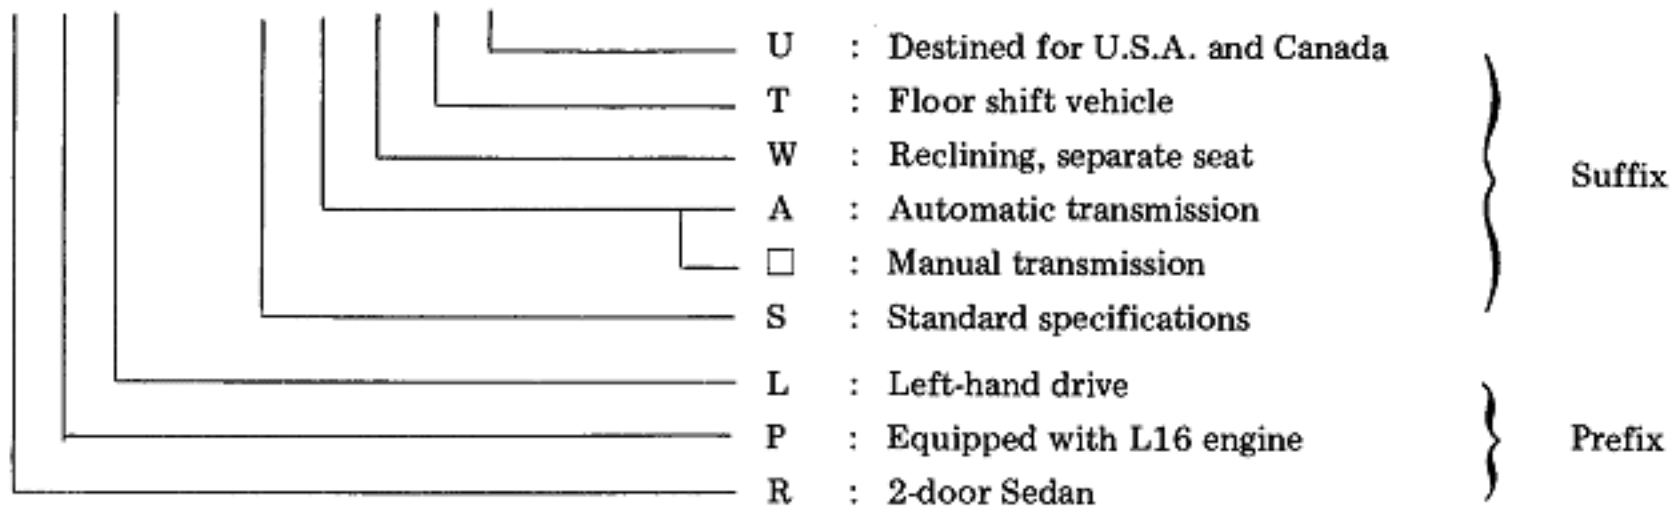 U : Destined for U.S.A. and Canada
T : Floor shift vehicle
W : Reclining, separate seat
A : Automatic transmission
□ : Manual transmission
S : Standard specifications
Suffix
L : Left-hand drive
P : Equipped with L16 engine
R : 2-door Sedan
Prefix